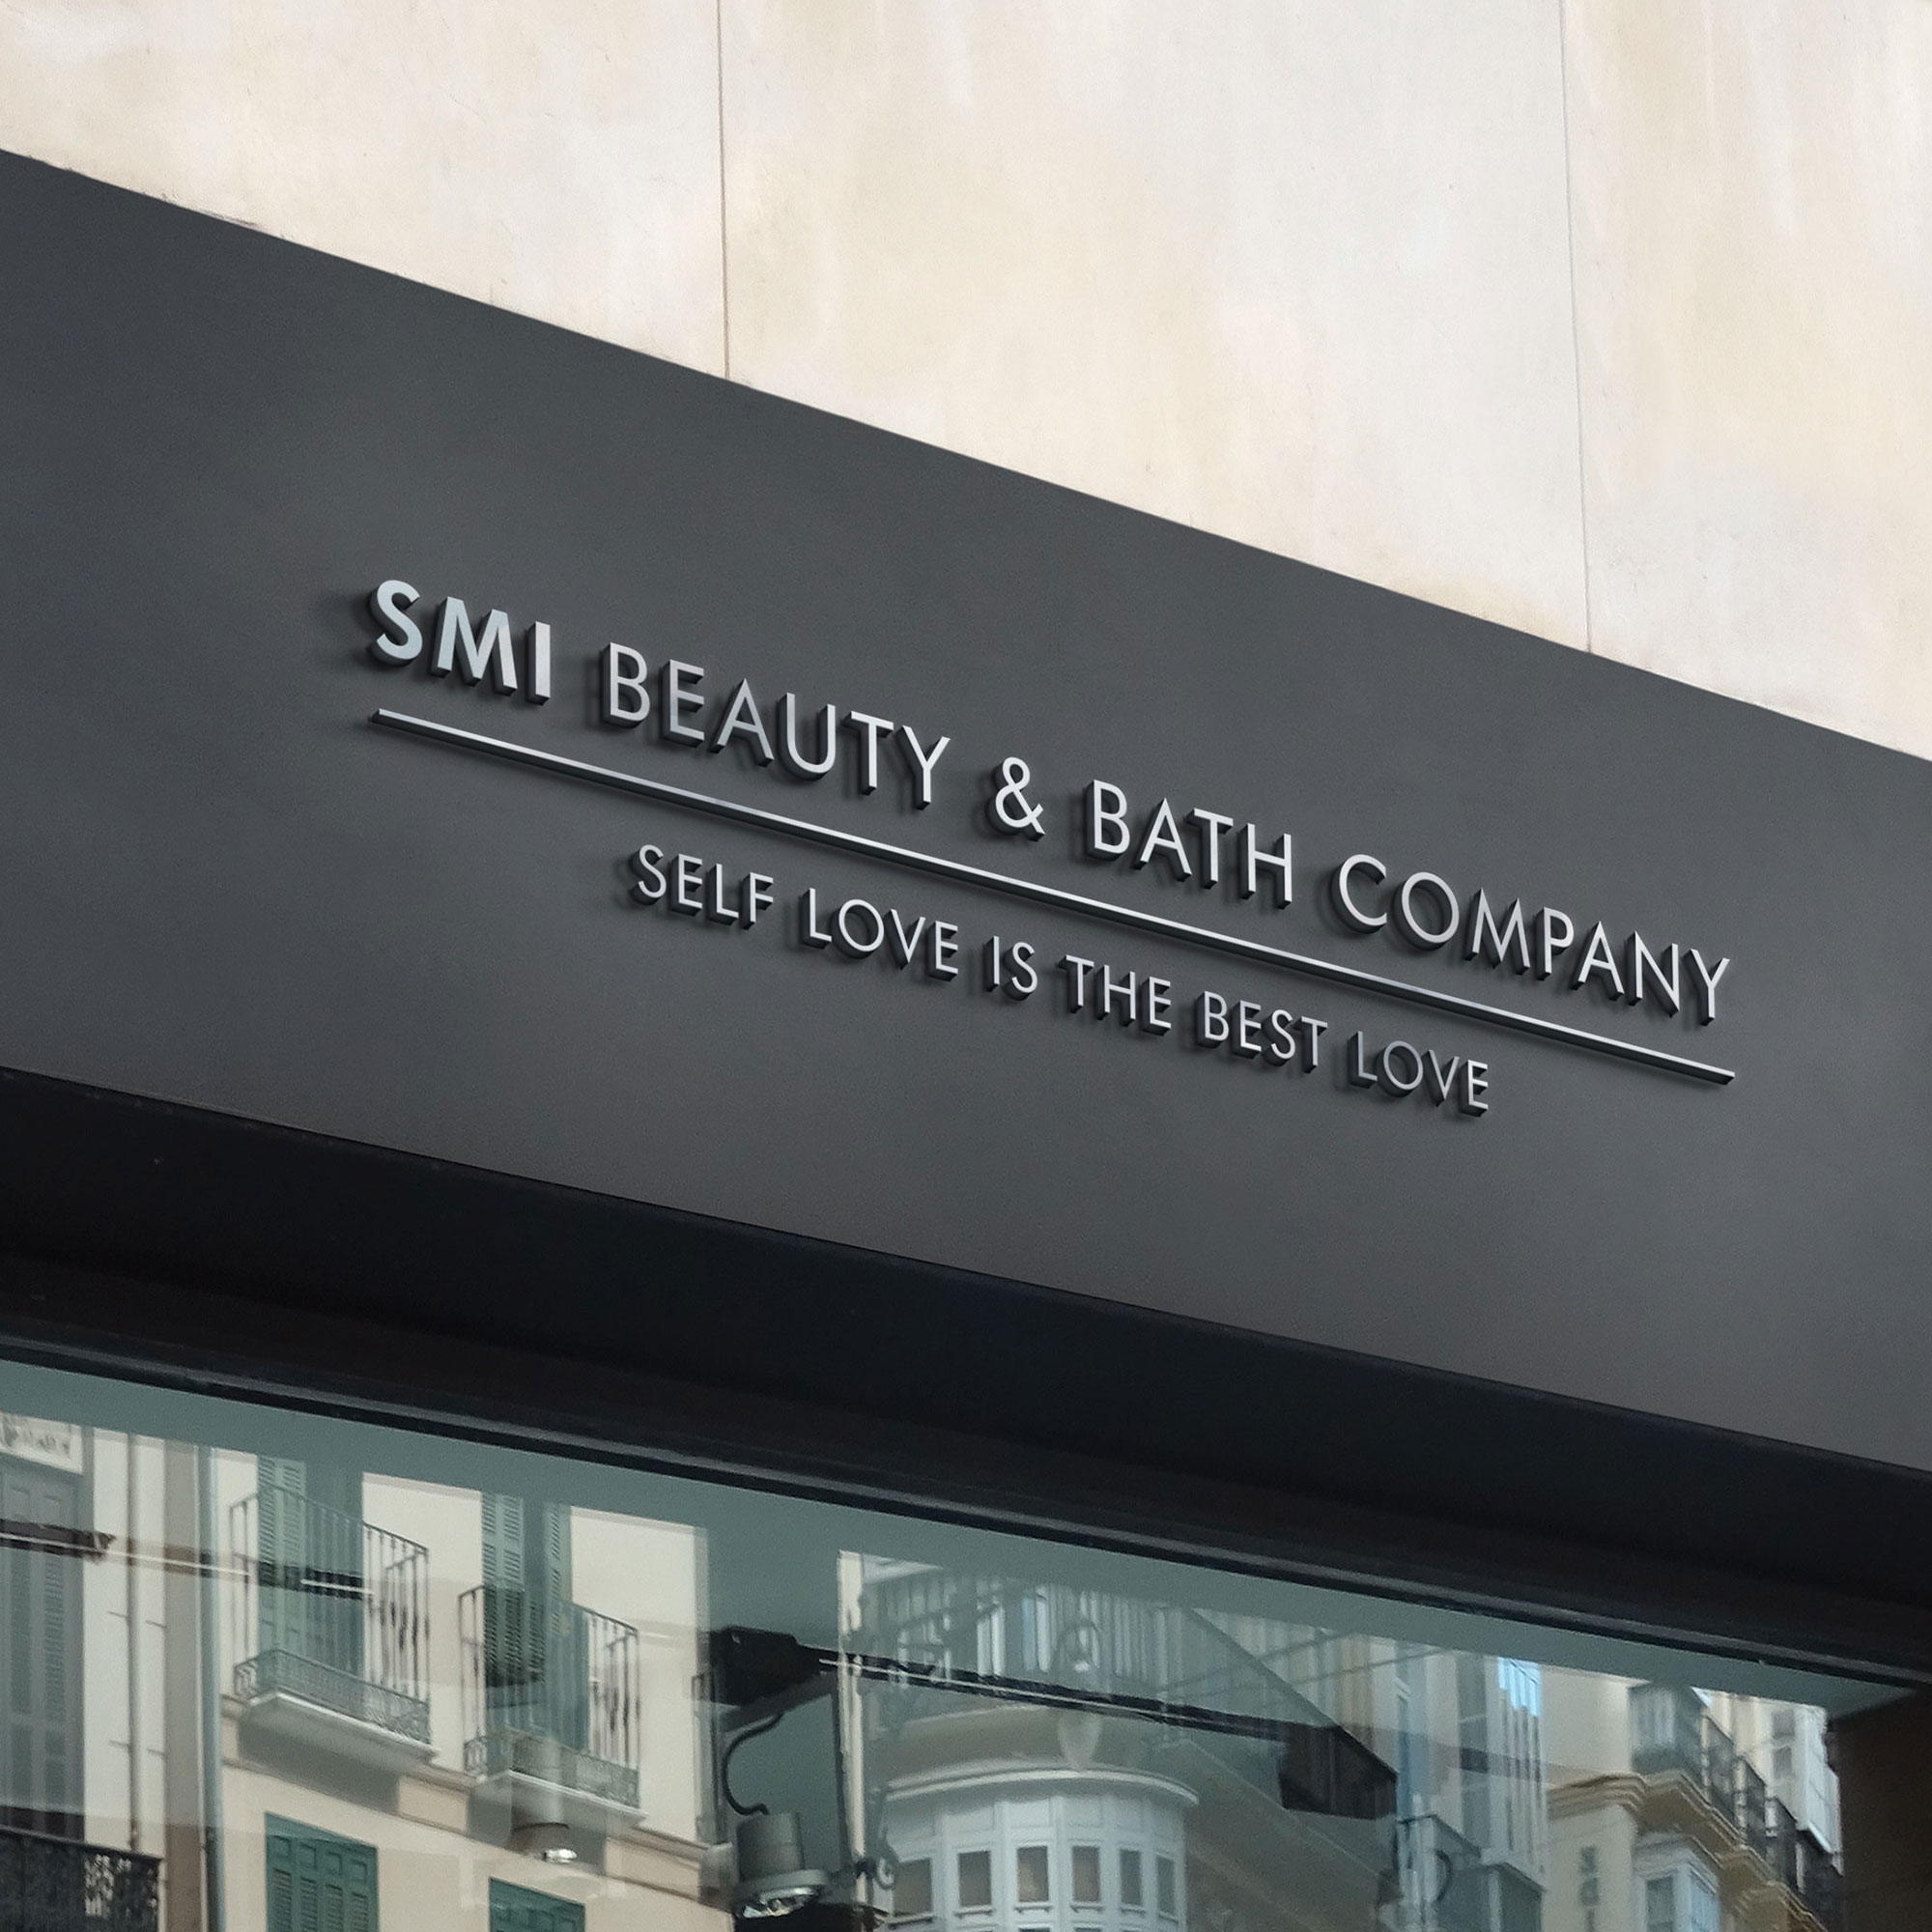 SMI BEAUTY & BATH COMPANY
SELF LOVE IS THE BEST LOVE